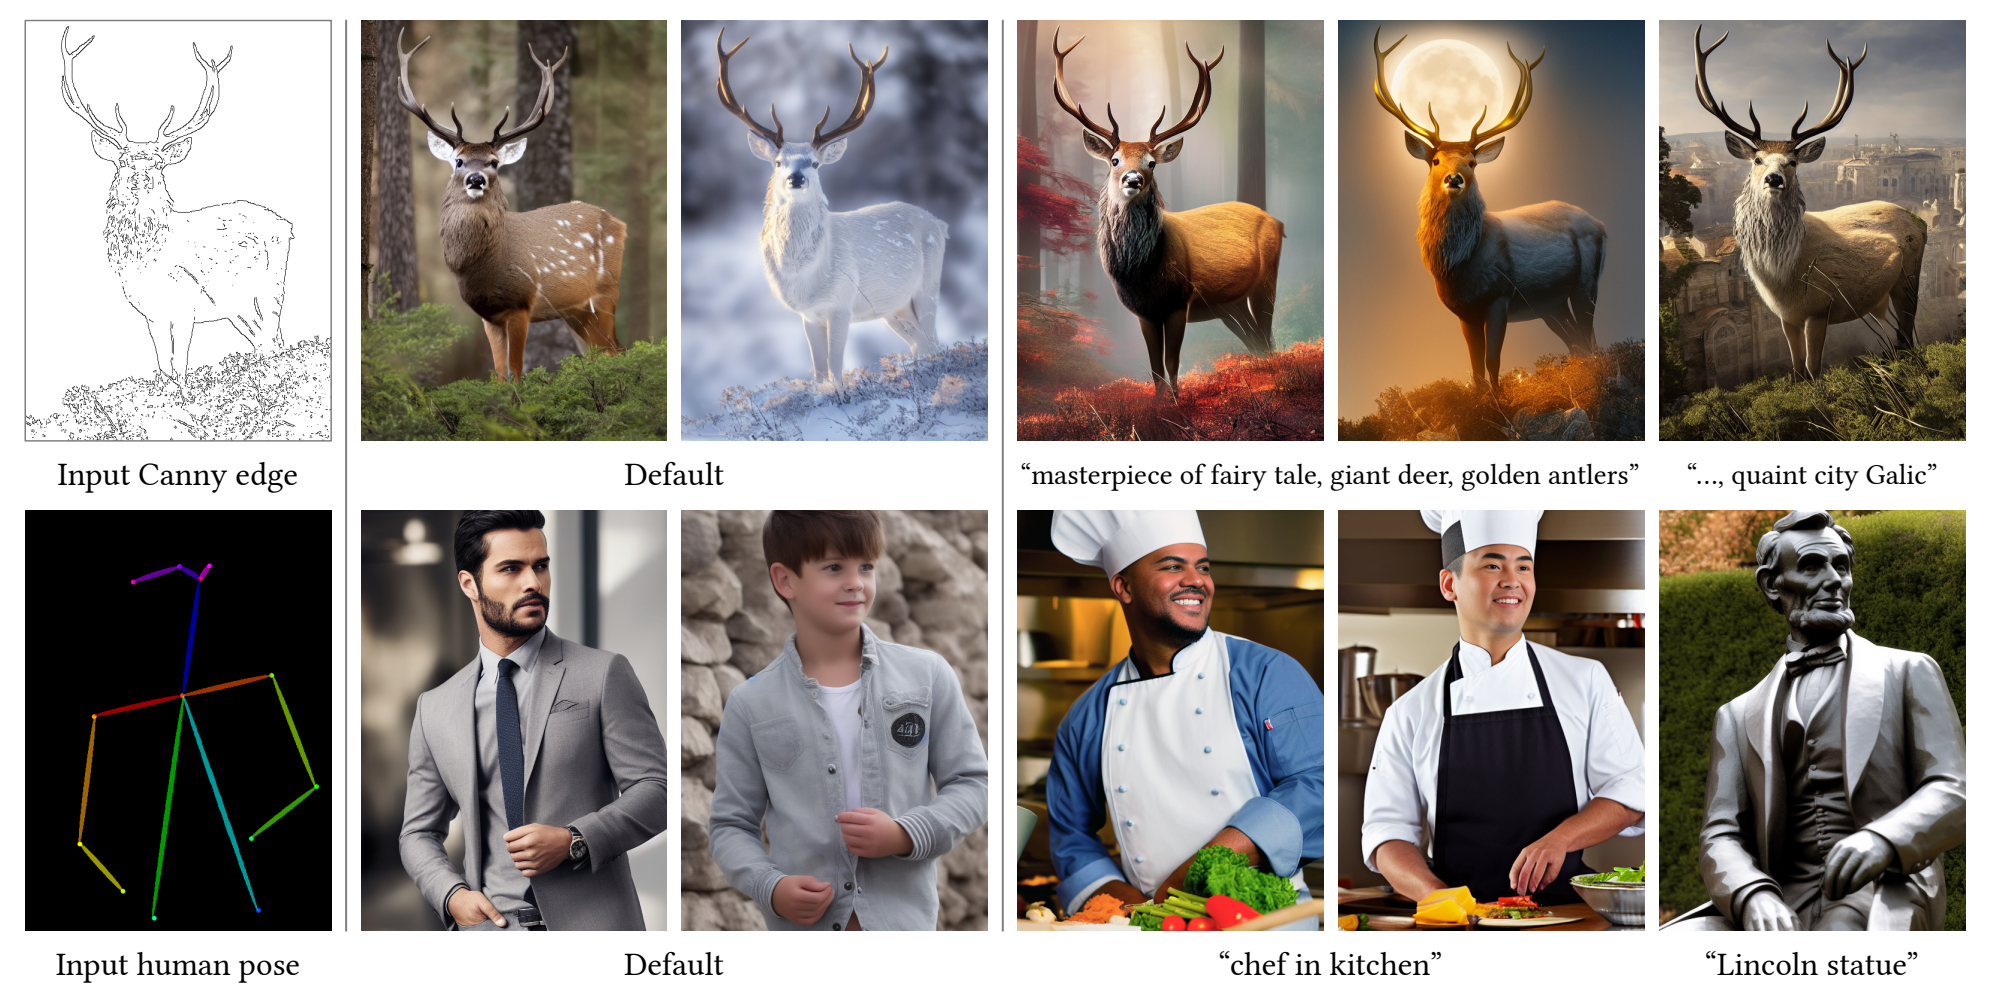 Input Canny edge
Default
“masterpiece of fairy tale, giant deer, golden antlers”
“..., quaint city Galic”
Input human pose
Default
“chef in kitchen”
“Lincoln statue”